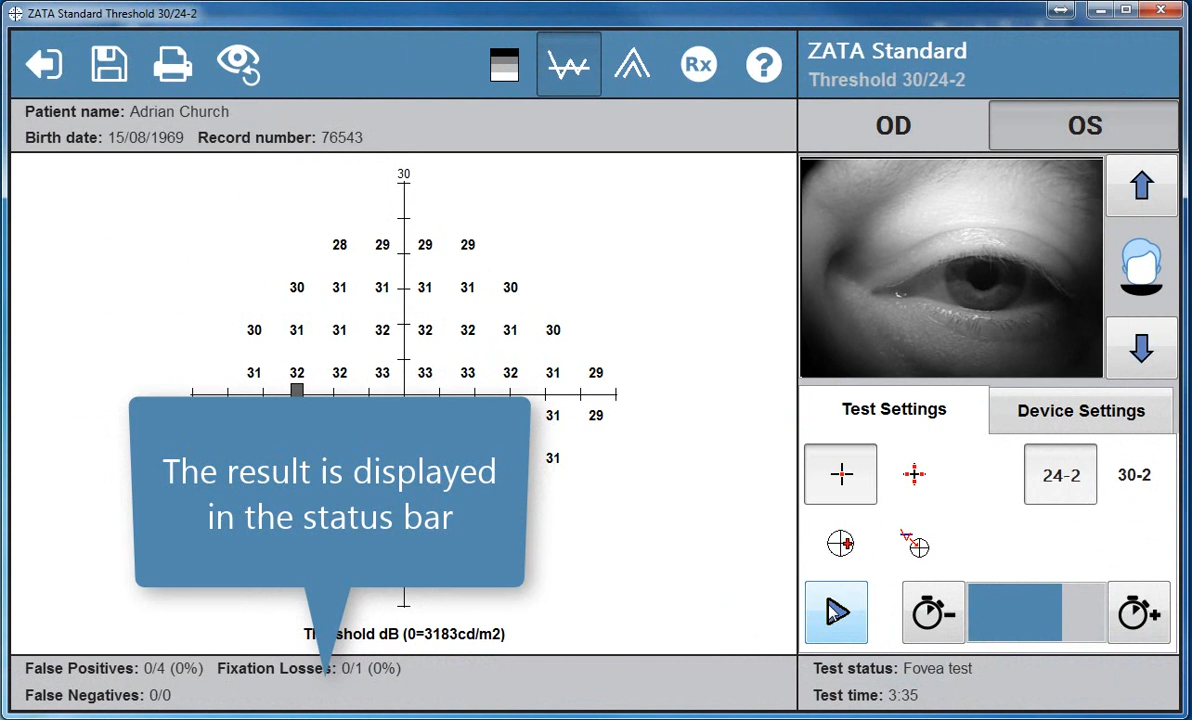 ZATA Standard Threshold 30/24-2
Rx
?
ZATA Standard
Threshold 30/24-2
Patient name: Adrian Church
Birth date: 15/08/1969 Record number: 76543
OD
OS
30
28 29 29 29
30 31 31 31 31 30
30 31 31 32 32 32 31 30
31 32 32 33 33 33 32 31 29
31 29
31
The result is displayed
in the status bar
Threshold dB (0=3183cd/m2)
Test Settings
Device Settings
24-2
30-2
False Positives: 0/4 (0%) Fixation Losses: 0/1 (0%)
False Negatives: 0/0
Test status: Fovea test
Test time: 3:35